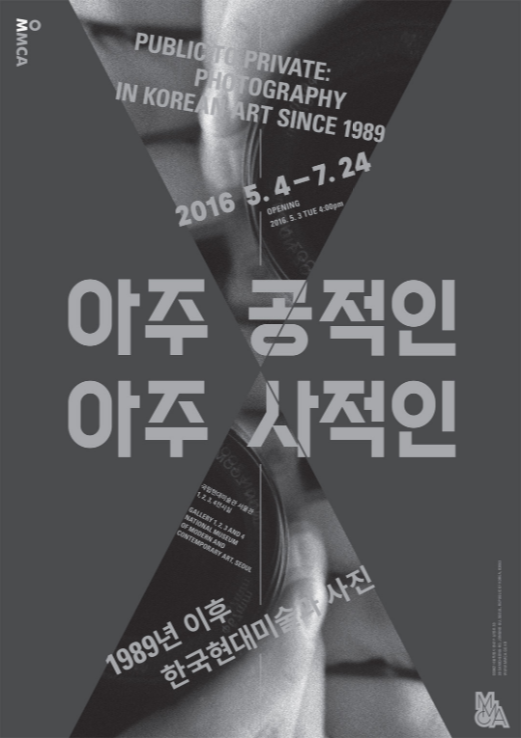 MMCA
PUBLIC TO PRIVATE:
PHOTOGRAPHY
IN KOREAN ART SINCE 1989
2016 5. 4 – 7. 24
OPENING
2016. 5. 3 TUE 4:00pm
아주 공적인
아주 사적인
국립현대미술관 서울관
1, 2, 3, 4전시실
GALLERY 1, 2, 3 AND 4
NATIONAL MUSEUM
OF MODERN AND
CONTEMPORARY ART, SEOUL
1989년 이후
한국현대미술과 사진
MMCA